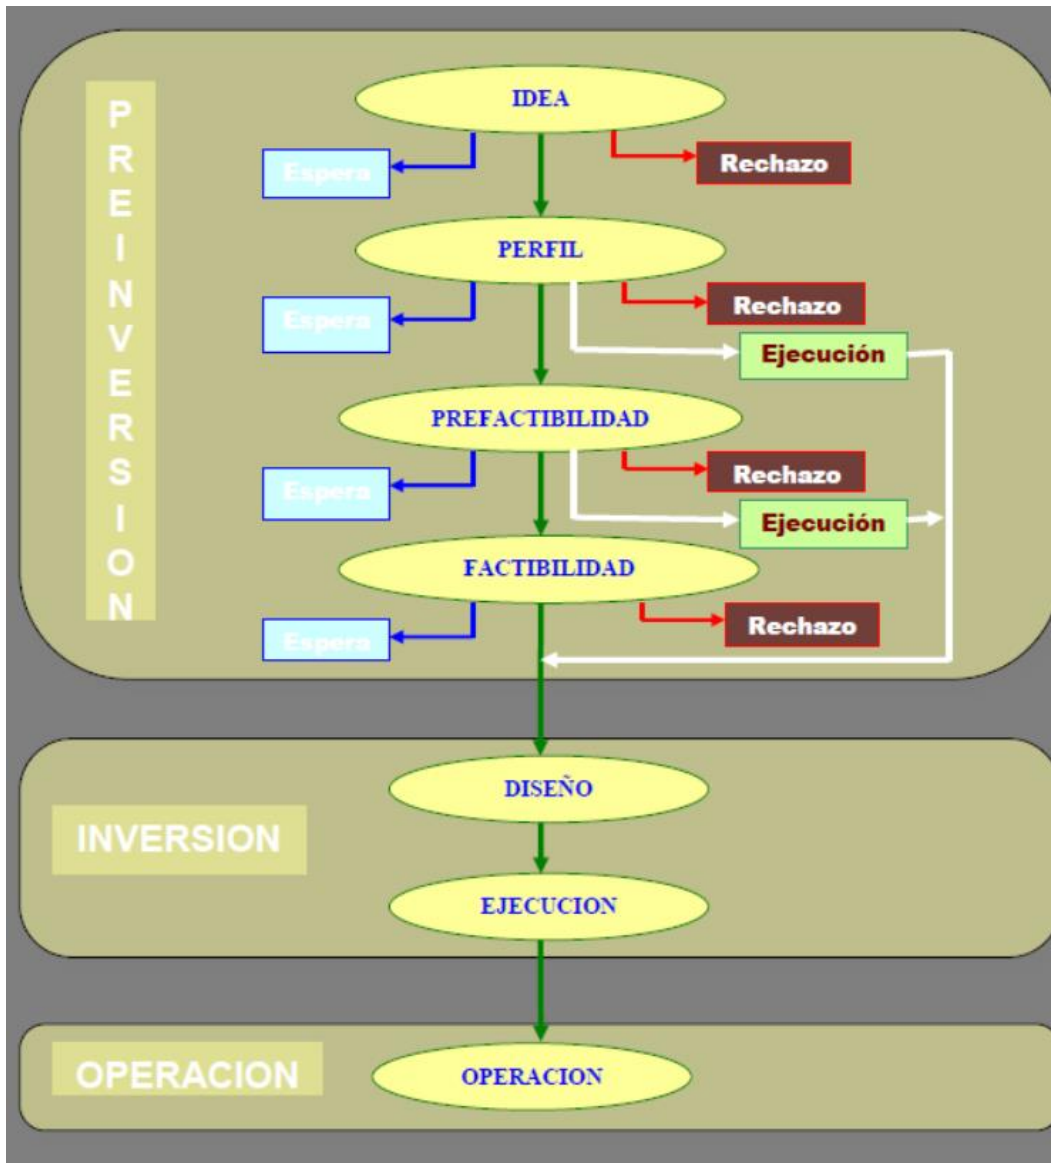 PREINVERSION
IDEA
Espera
Rechazo
PERFIL
Espera
Rechazo
Ejecución
PREFACTIBILIDAD
Espera
Rechazo
Ejecución
FACTIBILIDAD
Espera
Rechazo
INVERSION
DISEÑO
EJECUCION
OPERACION
OPERACION